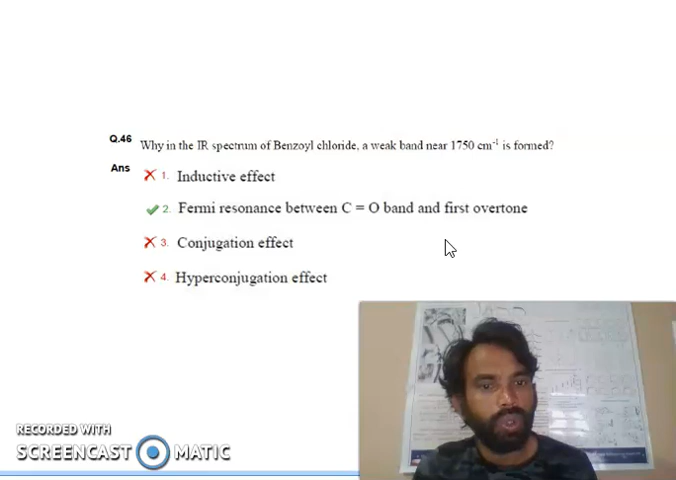 Q.46 Why in the IR spectrum of Benzoyl chloride, a weak band near 1750 cm⁻¹ is formed?
Ans
1. Inductive effect
2. Fermi resonance between C = O band and first overtone
3. Conjugation effect
4. Hyperconjugation effect
RECORDED WITH
SCREENCAST MATIC